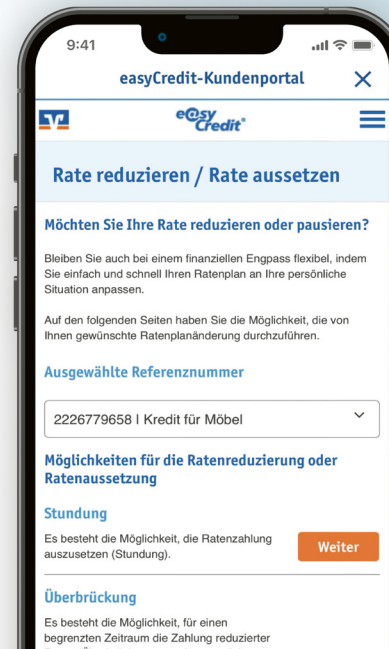 9:41
easyCredit-Kundenportal
easy
Credit
Rate reduzieren / Rate aussetzen
Möchten Sie Ihre Rate reduzieren oder pausieren?
Bleiben Sie auch bei einem finanziellen Engpass flexibel, indem
Sie einfach und schnell Ihren Ratenplan an Ihre persönliche
Situation anpassen.
Auf den folgenden Seiten haben Sie die Möglichkeit, die von
Ihnen gewünschte Ratenplanänderung durchzuführen.
Ausgewählte Referenznummer
2226779658 | Kredit für Möbel
Möglichkeiten für die Ratenreduzierung oder
Ratenaussetzung
Stundung
Es besteht die Möglichkeit, die Ratenzahlung
auszusetzen (Stundung).
Weiter
Überbrückung
Es besteht die Möglichkeit, für einen
begrenzten Zeitraum die Zahlung reduzierter